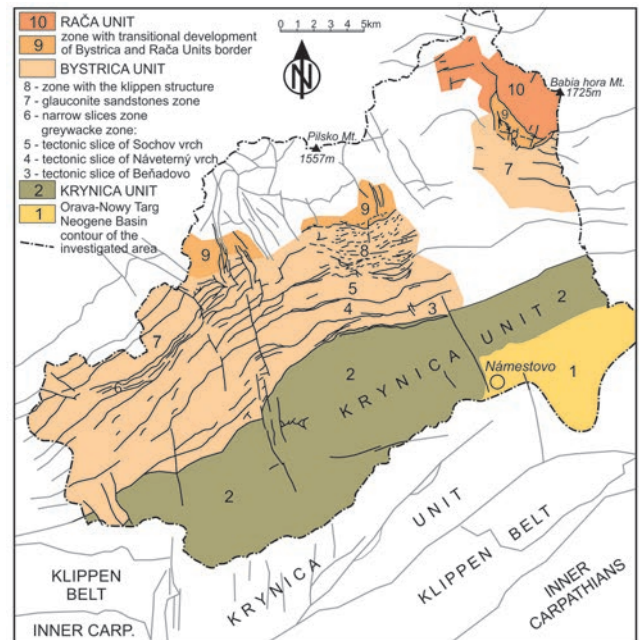 10 RAČA UNIT
9 zone with transitional development
of Bystrica and Rača Units border
BYSTRICA UNIT
8 - zone with the klippen structure
7 - glauconite sandstones zone
6 - narrow slices zone
greywacke zone:
5 - tectonic slice of Sochov vrch
4 - tectonic slice of Náveterný vrch
3 - tectonic slice of Beňadovo
2 KRYNICA UNIT
1 Orava-Nowy Targ
Neogene Basin
contour of the
investigated area
0 1 2 3 4 5km
N
10
Babia hora Mt.
1725m
9
Pilsko Mt.
1557m
7
9
9
8
5
4
3
2
7
6
2
KRYNICA UNIT
Námestovo
1
2
KRYNICA UNIT
KLIPPEN BELT
INNER
CARPATHIANS
KLIPPEN
BELT
INNER CARP.